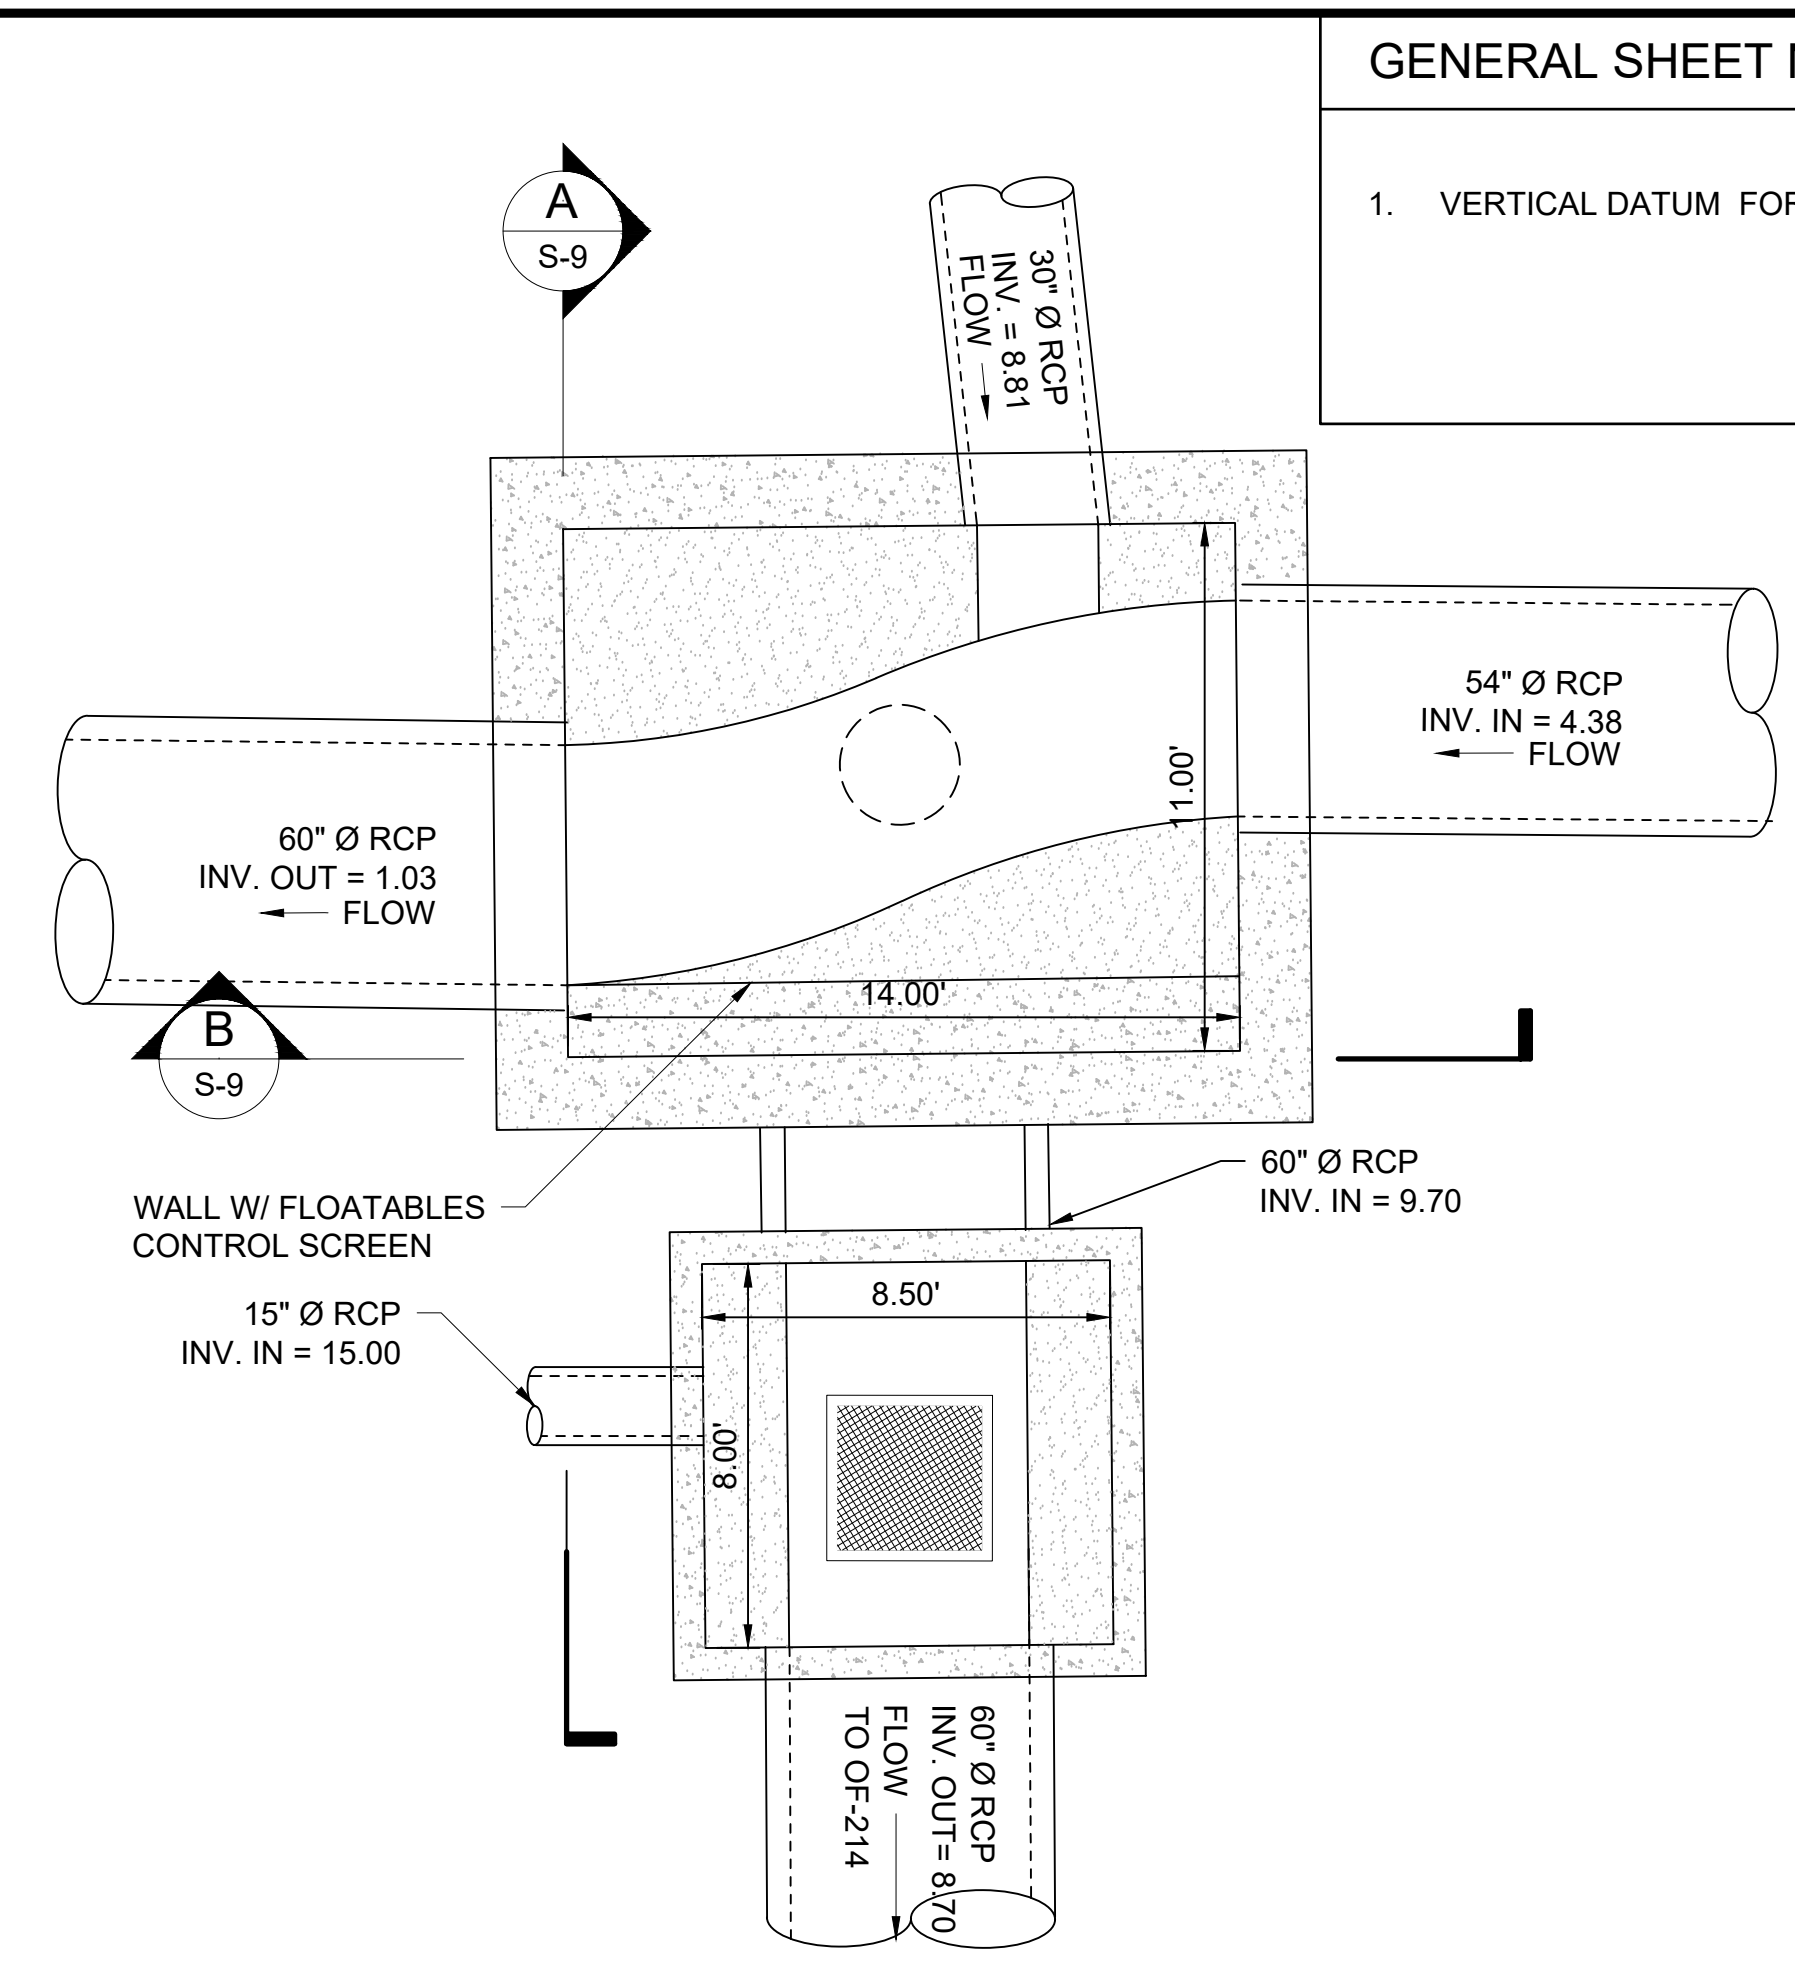 GENERAL SHEET
1. VERTICAL DATUM FOR
A
S-9
30" Ø RCP
INV. = 8.81
FLOW
54" Ø RCP
INV. IN = 4.38
FLOW
11.00'
60" Ø RCP
INV. OUT = 1.03
FLOW
14.00'
B
S-9
WALL W/ FLOATABLES
CONTROL SCREEN
60" Ø RCP
INV. IN = 9.70
15" Ø RCP
INV. IN = 15.00
8.50'
8.00'
60" Ø RCP
INV. OUT= 8.70
FLOW
TO OF-214